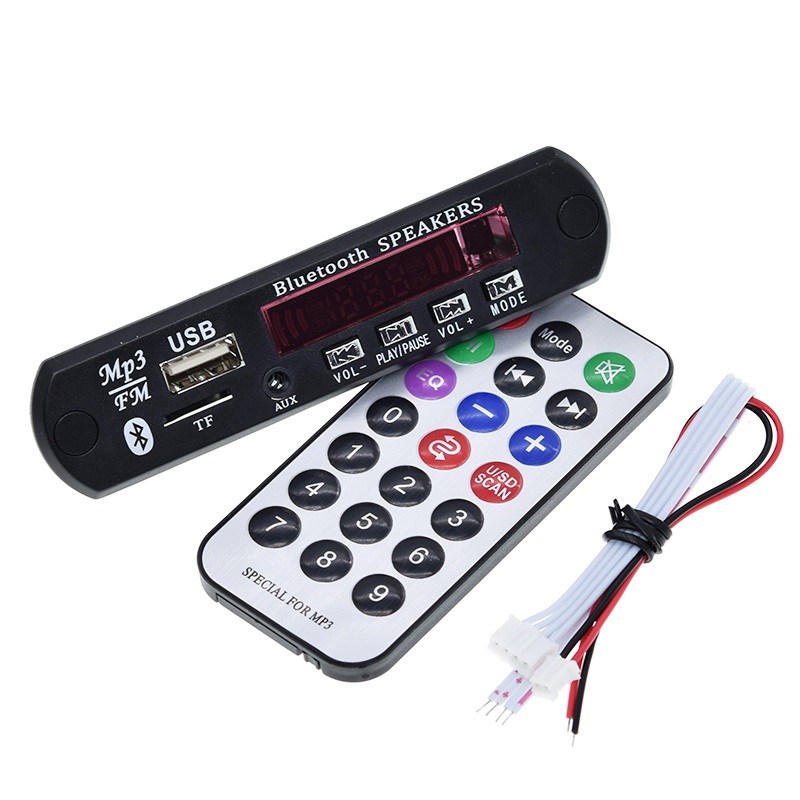 Bluetooth SPEAKERS
USB
Mp3
FM
TF
AUX
VOL-
PLAY/PAUSE
VOL+
MODE
Mode
EQ
0
1
U/SD
SCAN
4
2
7
5
3
8
6
9
SPECIAL FOR MP3